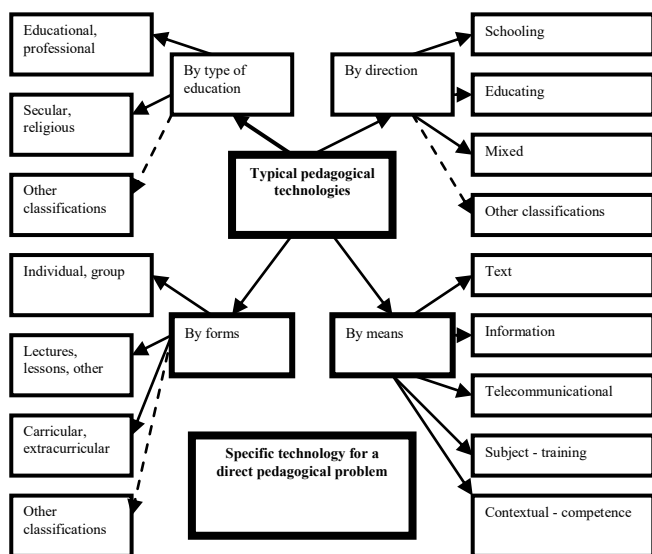 Educational,
professional
By type of
education
By direction
Schooling
Secular,
religious
Educating
Typical pedagogical
technologies
Mixed
Other
classifications
Other classifications
Individual, group
Text
By forms
By means
Information
Lectures,
lessons, other
Telecommunicational
Carricular,
extracurricular
Specific technology for a
direct pedagogical problem
Subject - training
Other
classifications
Contextual - competence